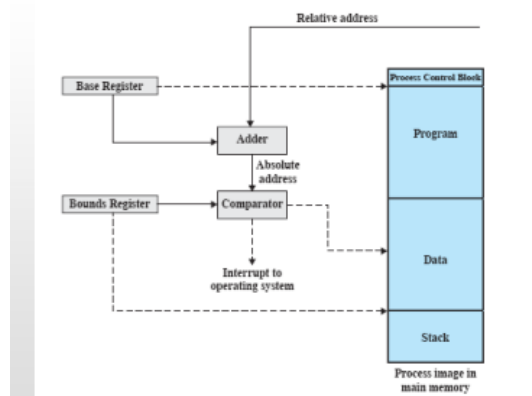 Relative address
Process Control Block
Base Register
Program
Adder
Absolute
address
Bounds Register
Comparator
Data
Interrupt to
operating system
Stack
Process image in
main memory